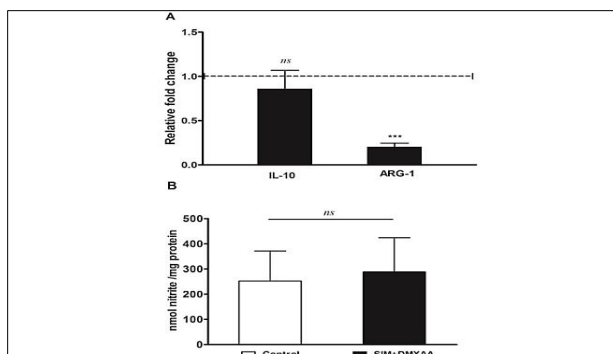 A
Relative fold change
1.5
1.0
0.5
0.0
ns
***
IL-10 ARG-1
B
nmol nitrite /mg protein
500
400
300
200
100
0
ns
Control SIM+DMXAA